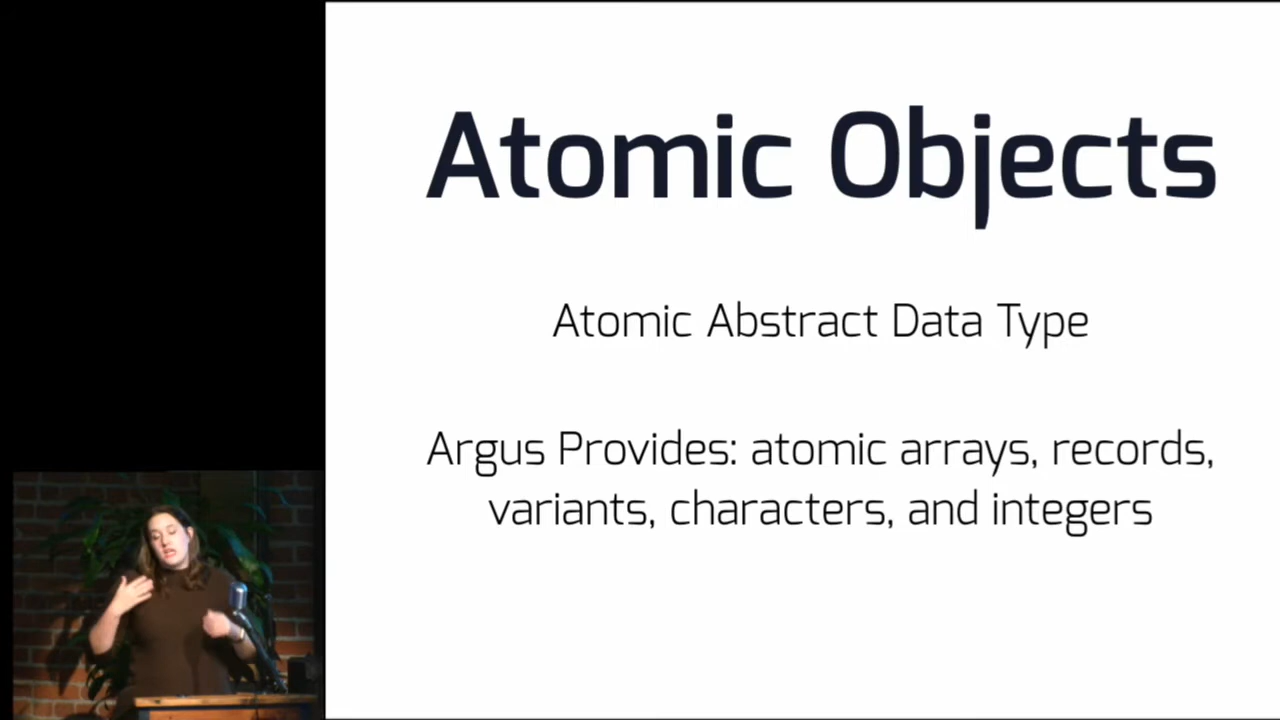 Atomic Objects
Atomic Abstract Data Type
Argus Provides: atomic arrays, records,
variants, characters, and integers